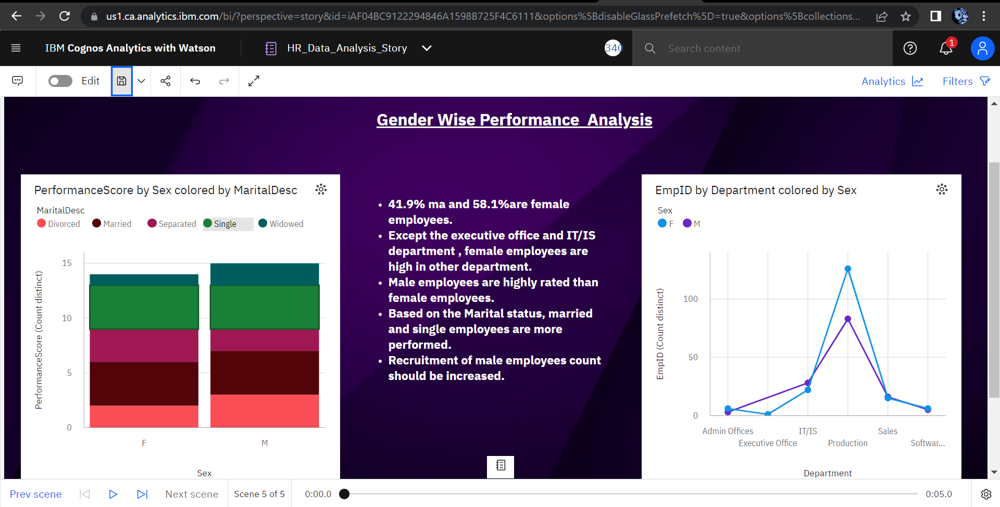 us1.ca.analytics.ibm.com/bi/?perspective=story&id=iAF04BC9122294846A1598B725F4C6111&options%5BdisableGlassPrefetch%5D=true&options%5Bcollections...
IBM Cognos Analytics with Watson
HR_Data_Analysis_Story
340
Search content
1
Edit
Analytics
Filters
Gender Wise Performance  Analysis
PerformanceScore by Sex colored by MaritalDesc
MaritalDesc
Divorced Married Separated Single Widowed
PerformanceScore (Count distinct)
15
10
5
0
F M
Sex
• 41.9% ma and 58.1%are female
employees.
• Except the executive office and IT/IS
department , female employees are
high in other department.
• Male employees are highly rated than
female employees.
• Based on the Marital status, married
and single employees are more
performed.
• Recruitment of male employees count
should be increased.
EmpID by Department colored by Sex
Sex
F M
EmpID (Count distinct)
100
50
0
Admin Offices IT/IS Sales
Executive Office Production Softwar...
Department
Prev scene
Next scene
Scene 5 of 5
0:00.0
0:05.0